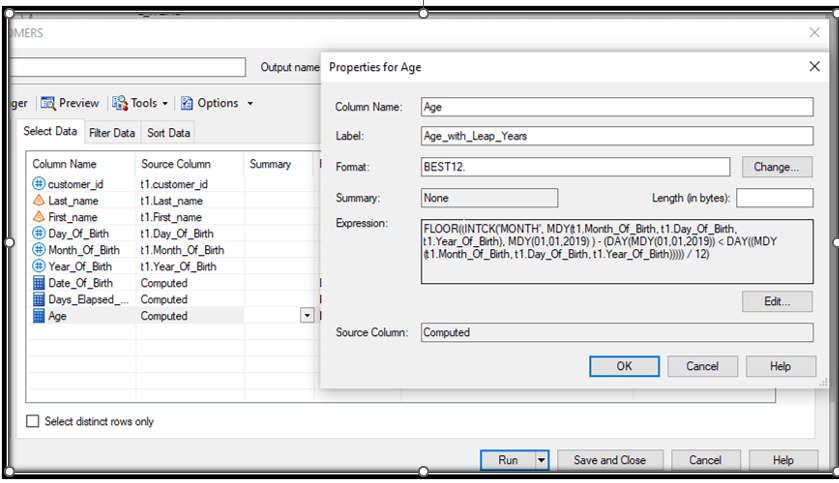 OMERS
Output name
Properties for Age
ger Preview Tools Options
Select Data Filter Data Sort Data
Column Name Source Column Summary
customer_id t1.customer_id
Last_name t1.Last_name
First_name t1.First_name
Day_Of_Birth t1.Day_Of_Birth
Month_Of_Birth t1.Month_Of_Birth
Year_Of_Birth t1.Year_Of_Birth
Date_Of_Birth Computed
Days_Elapsed_... Computed
Age Computed
Column Name: Age
Label: Age_with_Leap_Years
Format: BEST12. Change...
Summary: None Length (in bytes):
Expression: FLOOR((INTCK('MONTH', MDY(t1.Month_Of_Birth, t1.Day_Of_Birth,
t1.Year_Of_Birth), MDY(01,01,2019) ) - (DAY(MDY(01,01,2019)) < DAY((MDY
(t1.Month_Of_Birth, t1.Day_Of_Birth, t1.Year_Of_Birth))))) / 12)
Edit...
Source Column: Computed
OK Cancel Help
Select distinct rows only
Run Save and Close Cancel Help